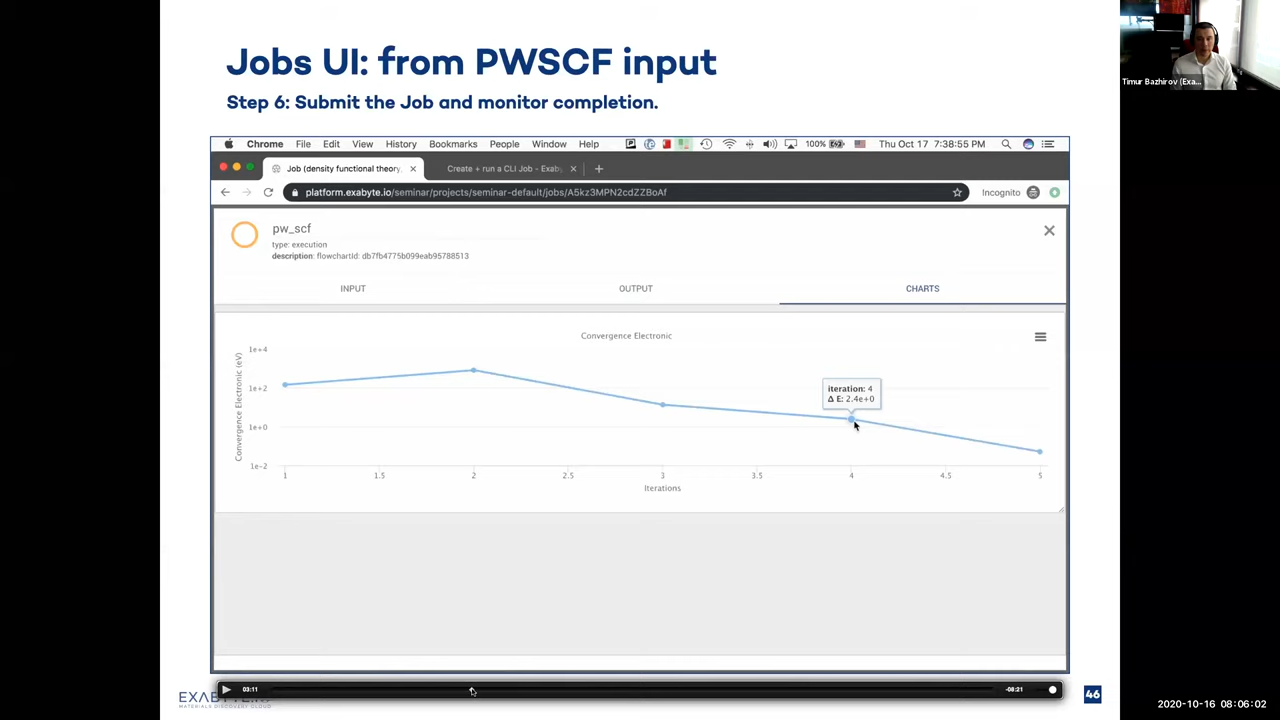 Jobs UI: from PWSCF input
Step 6: Submit the Job and monitor completion.
Timur Bazhirov (Exa...
Chrome File Edit View History Bookmarks People Window Help 100% Thu Oct 17 7:38:55 PM
Job (density functional theory, Create + run a CLI Job - Exaby
platform.exabyte.io/seminar/projects/seminar-default/jobs/A5kz3MPN2cdZZBoAf Incognito
pw_scf
type: execution
description: flowchartId: db7fb4775b099eab95788513
INPUT OUTPUT CHARTS
Convergence Electronic
Convergence Electronic (eV)
1e+4
1e+2
1e+0
1e-2
iteration: 4
Δ E: 2.4e+0
1 1.5 2 2.5 3 3.5 4 4.5 5
Iterations
03:11 -08:21
MATERIALS DISCOVERY CLOUD
46
2020-10-16 08:06:02